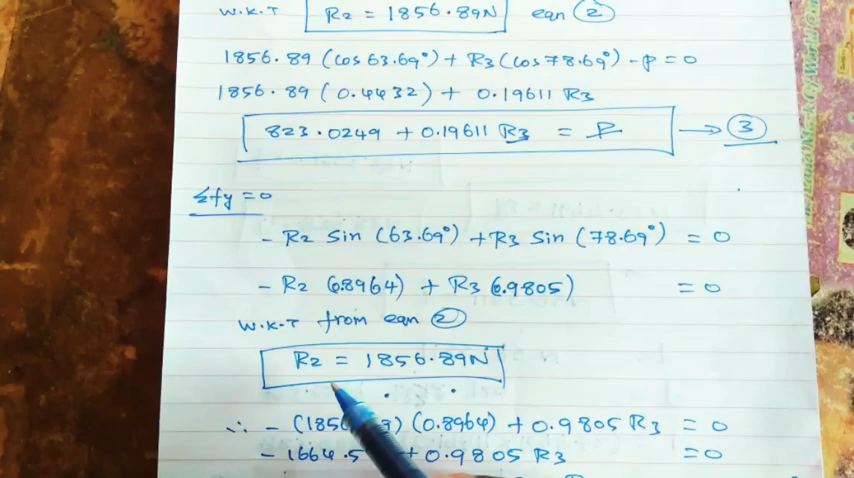 W.K.T R2 = 1856.89N eqn 2
1856.89 (cos 63.69°) + R3 (cos 78.69°) - P = 0
1856.89 (0.4432) + 0.19611 R3
823.0249 + 0.19611 R3 = P → 3
Σfy = 0
- R2 Sin (63.69°) + R3 Sin (78.69°) = 0
- R2 (0.8964) + R3 (0.9805) = 0
W.K.T from eqn 2
R2 = 1856.89N
∴ - (185 ) (0.8964) + 0.9805 R3 = 0
- 1664.5 + 0.9805 R3 = 0